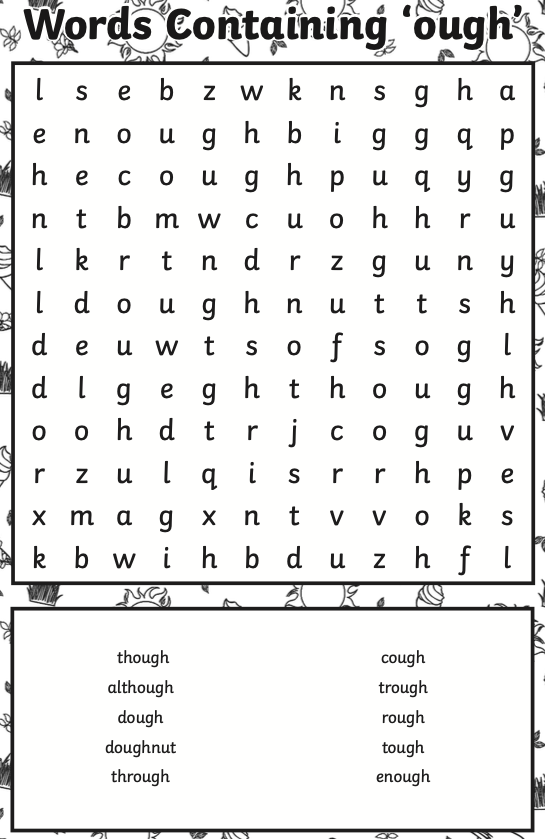 Words Containing ‘ough’
l s e b z w k n s g h a
e n o u g h b i g g q p
h e c o u g h p u q y g
n t b m w c u o h h r u
l k r t n d r z g u n y
l d o u g h n u t t s h
d e u w t s o f s o g l
d l g e g h t h o u g h
o o h d t r j c o g u v
r z u l q i s r r h p e
x m a g x n t v v o k s
k b w i h b d u z h f l
though cough
although trough
dough rough
doughnut tough
through enough